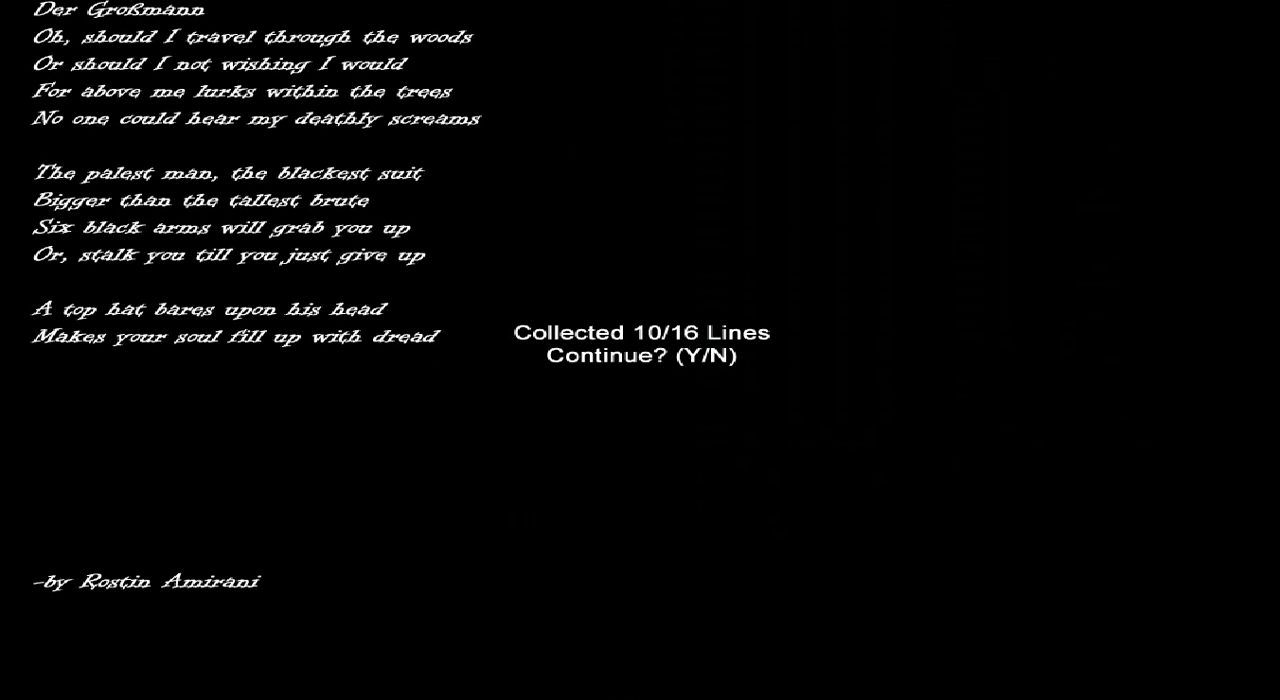 Der Großmann
Oh, should I travel through the woods
Or should I not wishing I would
For above me lurks within the trees
No one could hear my deathly screams
The palest man, the blackest suit
Bigger than the tallest brute
Six black arms will grab you up
Or, stalk you till you just give up
A top hat bares upon his head
Makes your soul fill up with dread
Collected 10/16 Lines
Continue? (Y/N)
-by Rostin Amirani